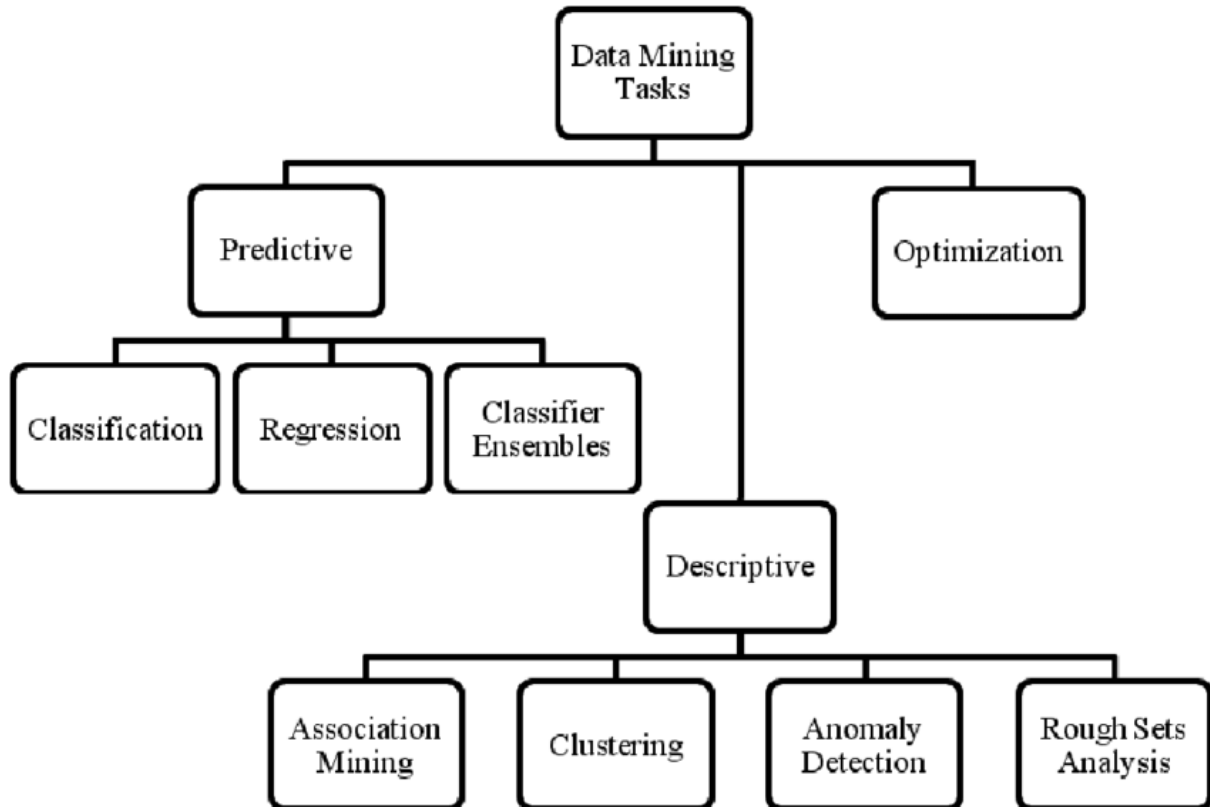 Data Mining
Tasks
Predictive
Optimization
Classification
Regression
Classifier
Ensembles
Descriptive
Association
Mining
Clustering
Anomaly
Detection
Rough Sets
Analysis